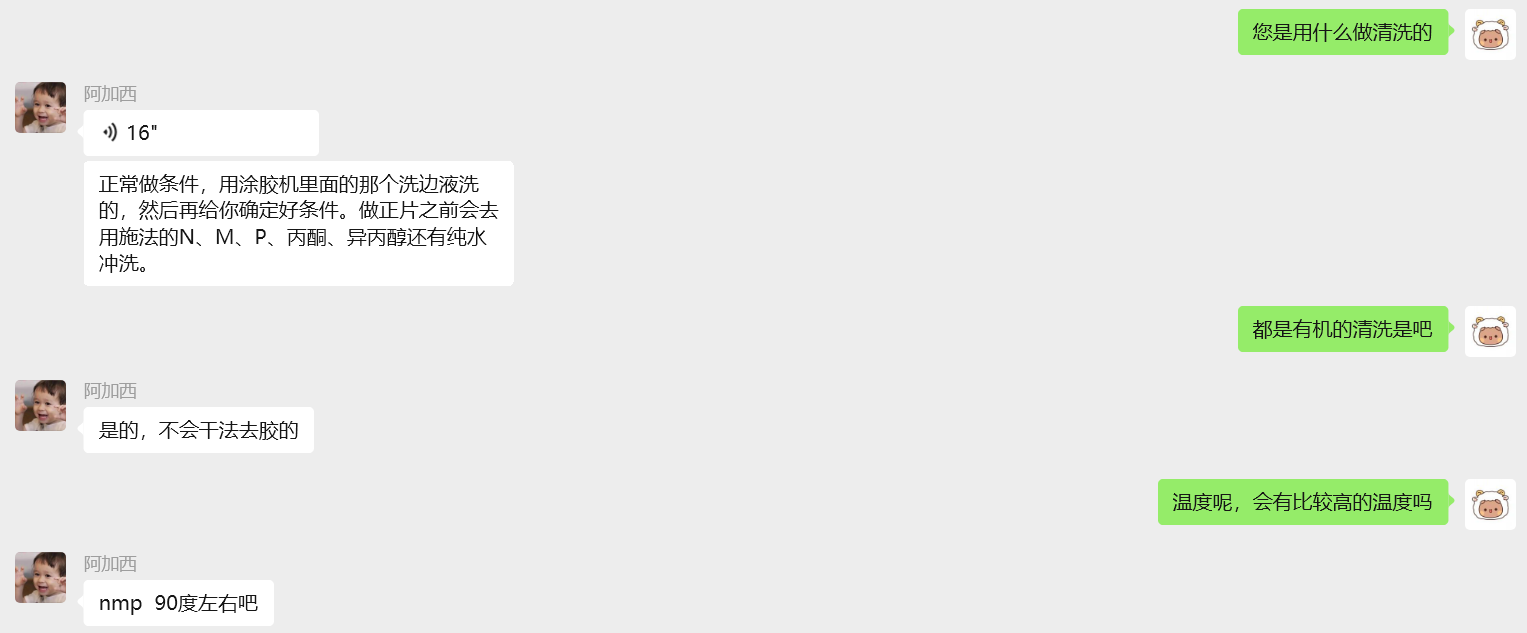 您是用什么做清洗的
阿加西
16"
正常做条件，用涂胶机里面的那个洗边液洗
的，然后再给你确定好条件。做正片之前会去
用施法的N、M、P、丙酮、异丙醇还有纯水
冲洗。
都是有机的清洗是吧
阿加西
是的，不会干法去胶的
温度呢，会有比较高的温度吗
阿加西
nmp  90度左右吧